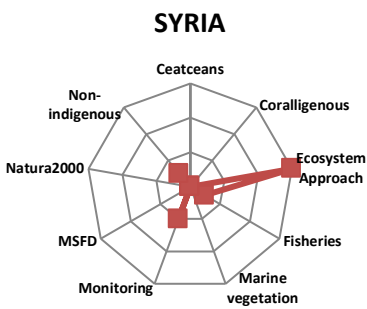 SYRIA
Ceatceans
Coralligenous
Ecosystem
Approach
Fisheries
Marine
vegetation
Monitoring
MSFD
Natura2000
Non-
indigenous